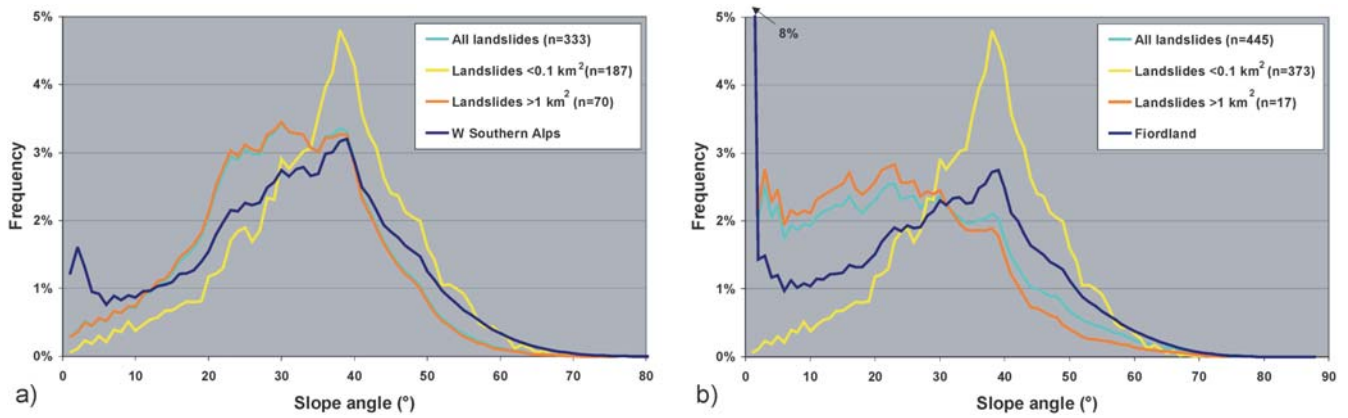 5%
4%
3%
2%
1%
0%
Frequency
All landslides (n=333)
Landslides <0.1 km² (n=187)
Landslides >1 km² (n=70)
W Southern Alps
0 10 20 30 40 50 60 70 80
Slope angle (°)
a)
5%
4%
3%
2%
1%
0%
Frequency
8%
All landslides (n=445)
Landslides <0.1 km² (n=373)
Landslides >1 km² (n=17)
Fiordland
0 10 20 30 40 50 60 70 80 90
Slope angle (°)
b)